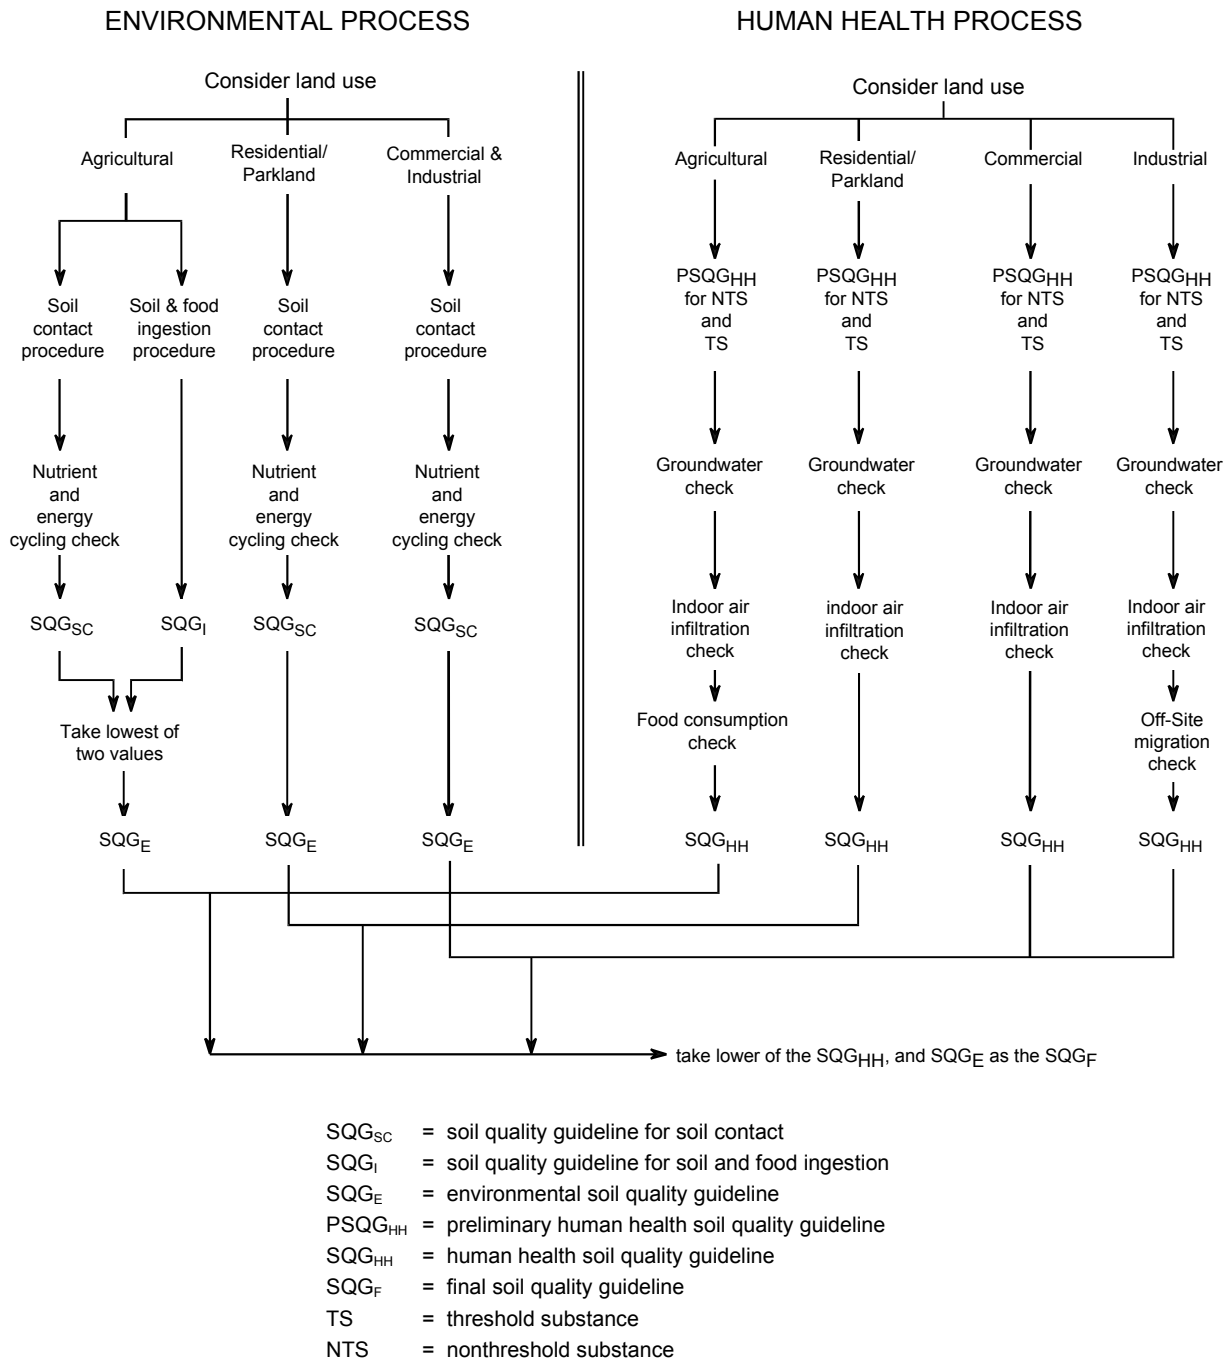 ENVIRONMENTAL PROCESS
HUMAN HEALTH PROCESS
Consider land use
Agricultural
Residential/
Parkland
Commercial &
Industrial
Soil
contact
procedure
Soil & food
ingestion
procedure
Soil
contact
procedure
Soil
contact
procedure
Nutrient
and
energy
cycling check
Nutrient
and
energy
cycling check
Nutrient
and
energy
cycling check
SQGSC
SQGI
SQGSC
SQGSC
Take lowest of
two values
SQGE
SQGE
SQGE
Consider land use
Agricultural
Residential/
Parkland
Commercial
Industrial
PSQGHH
for NTS
and
TS
PSQGHH
for NTS
and
TS
PSQGHH
for NTS
and
TS
PSQGHH
for NTS
and
TS
Groundwater
check
Groundwater
check
Groundwater
check
Groundwater
check
Indoor air
infiltration
check
indoor air
infiltration
check
Indoor air
infiltration
check
Indoor air
infiltration
check
Food consumption
check
Off-Site
migration
check
SQGHH
SQGHH
SQGHH
SQGHH
take lower of the SQGHH, and SQGE as the SQGF
SQGSC = soil quality guideline for soil contact
SQGI = soil quality guideline for soil and food ingestion
SQGE = environmental soil quality guideline
PSQGHH = preliminary human health soil quality guideline
SQGHH = human health soil quality guideline
SQGF = final soil quality guideline
TS = threshold substance
NTS = nonthreshold substance